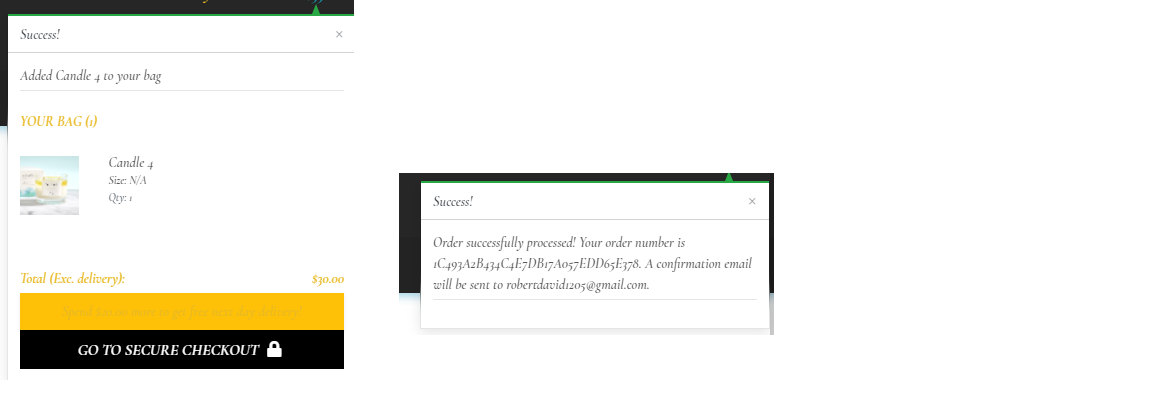 Success! ×
Added Candle 4 to your bag
YOUR BAG (1)
Candle 4
Size: N/A
Qty: 1
Total (Exc. delivery): $30.00
Spend $20.00 more to get free next day delivery!
GO TO SECURE CHECKOUT
Success! ×
Order successfully processed! Your order number is
1C493A2B434C4E7DB17A057EDD65E378. A confirmation email
will be sent to robertdavid1205@gmail.com.